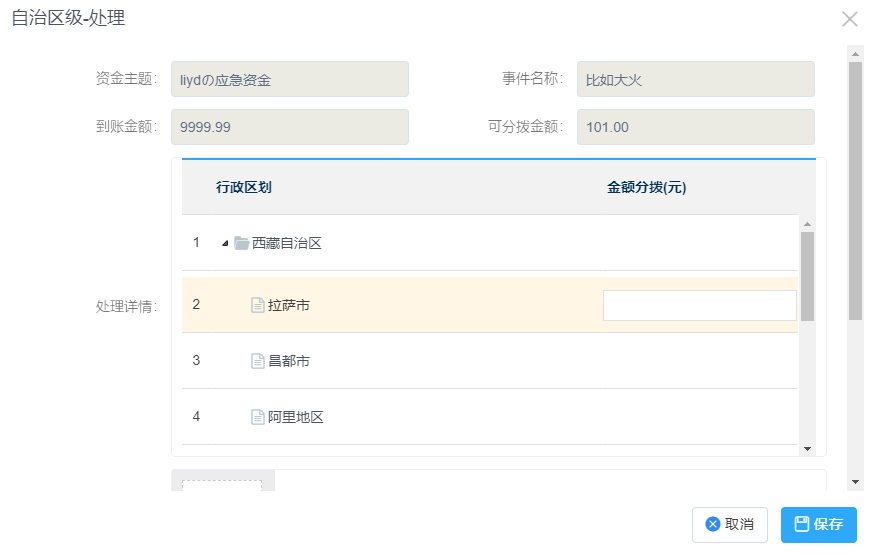 自治区级-处理
资金主题: liydの应急资金 事件名称: 比如大火
到账金额: 9999.99 可分拨金额: 101.00
行政区划 金额分拨(元)
1 西藏自治区
处理详情: 2 拉萨市
3 昌都市
4 阿里地区
取消 保存